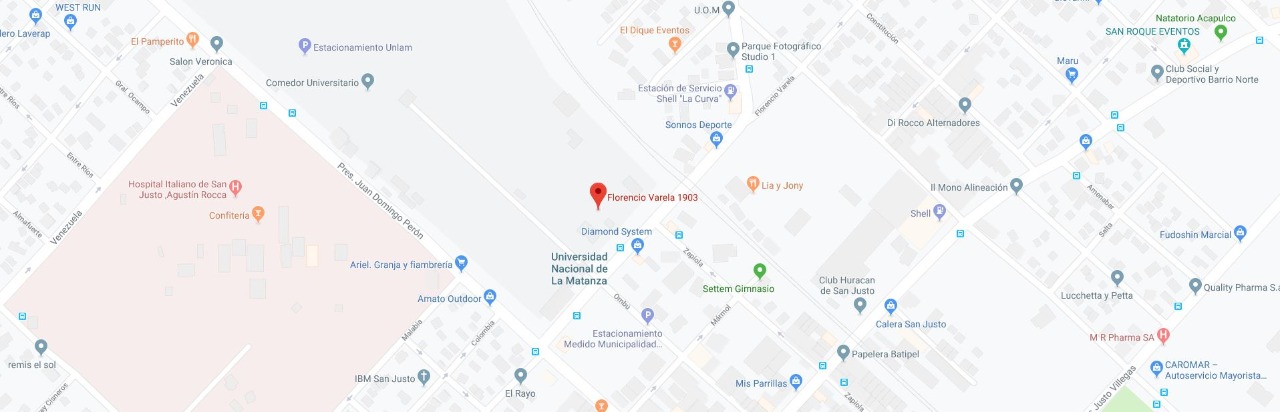 WEST RUN
dero Laverap
El Pamperito
Salon Veronica
Estacionamiento Unlam
Comedor Universitario
U.O.M
El Dique Eventos
Parque Fotográfico
Studio 1
Constitución
Natatorio Acapulco
SAN ROQUE EVENTOS
Maru
Club Social y
Deportivo Barrio Norte
Estación de Servicio
Shell "La Curva"
Florencio Varela
Di Rocco Alternadores
Sonnos Deporte
Gral. Ocampo
Venezuela
Entre Ríos
Entre Ríos
Pres. Juan Domingo Perón
Hospital Italiano de San
Justo ,Agustín Rocca
Confitería
Florencio Varela 1903
Lia y Jony
Il Mono Alineación
Shell
Amonabo
Salta
Fudoshin Marcial
Almafuerte
Venezuela
Diamond System
Universidad
Nacional de
La Matanza
Zapiola
Ariel. Granja y fiambrería
Settem Gimnasio
Club Huracan
de San Justo
Lucchetta y Petta
Quality Pharma S.a
Amato Outdoor
Ombú
Mármol
Calera San Justo
Malabia
Colombia
Estacionamiento
Medido Municipalidad...
M R Pharma SA
remis el sol
IBM San Justo
El Rayo
Papelera Batipel
Mis Parrillas
CAROMAR –
Autoservicio Mayorista...
Cisneros
Zapiola
Justo Villegas